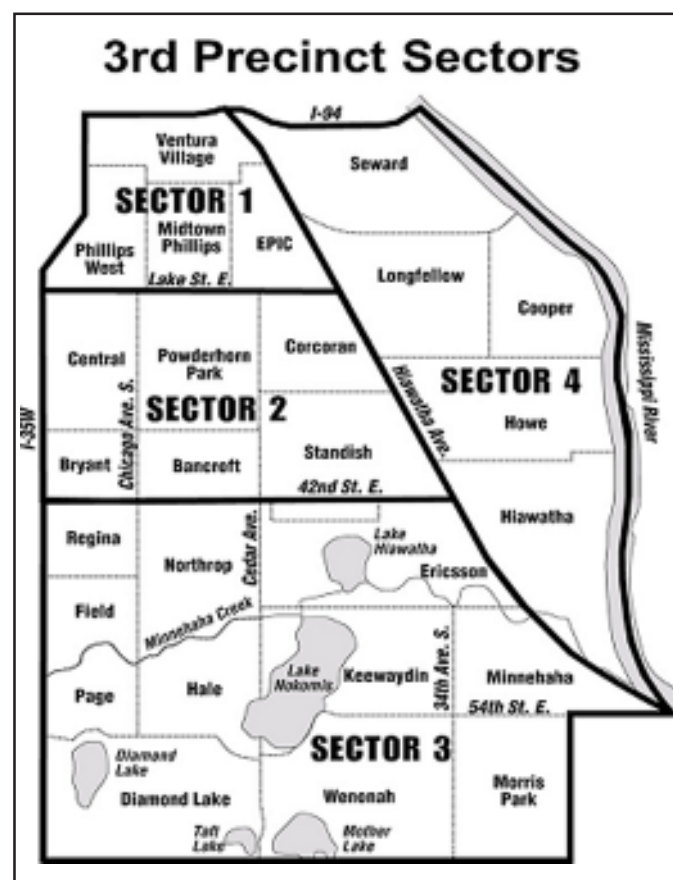 3rd Precinct Sectors
I-94
Ventura
Village
Seward
SECTOR 1
Midtown
Phillips
EPIC
Phillips
West
Lake St. E.
Longfellow
Cooper
Mississippi River
Central
Powderhorn
Park
Corcoran
Chicago Ave. S.
SECTOR 2
Hiawatha Ave.
SECTOR 4
Howe
I-35W
Bryant
Bancroft
Standish
42nd St. E.
Hiawatha
Regina
Northrop
Cedar Ave.
Lake
Hiawatha
Ericsson
Field
Minnehaha Creek
Page
Hale
Lake
Nokomis
Keewaydin
34th Ave. S.
Minnehaha
54th St. E.
SECTOR 3
Diamond
Lake
Diamond Lake
Wenonah
Morris
Park
Taft
Lake
Mother
Lake